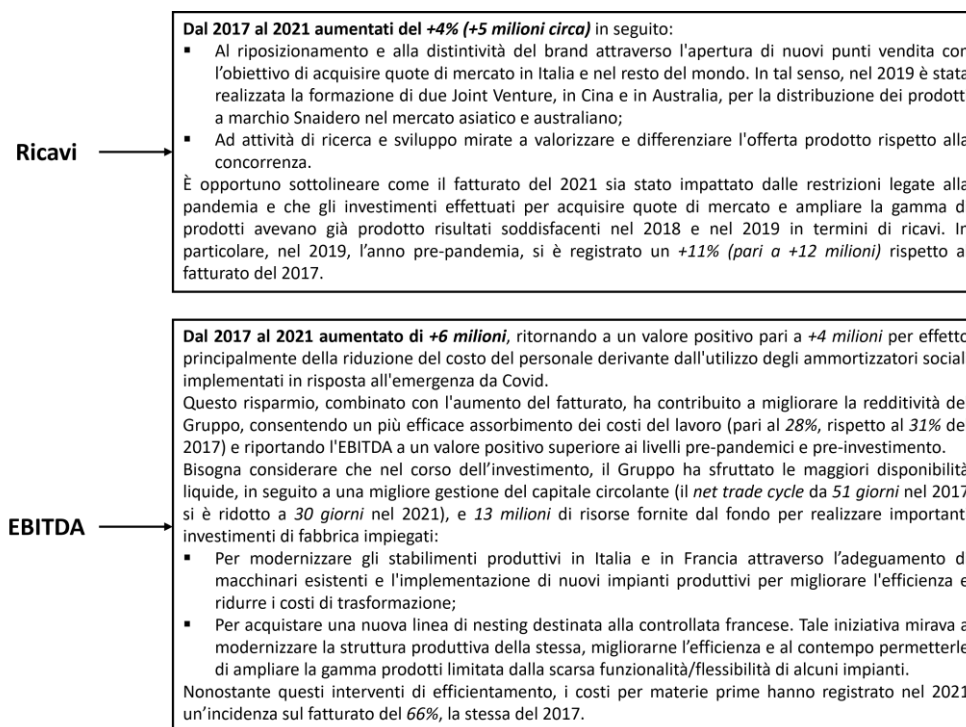 Ricavi
Dal 2017 al 2021 aumentati del +4% (+5 milioni circa) in seguito:
▪ Al riposizionamento e alla distintività del brand attraverso l'apertura di nuovi punti vendita con
l'obiettivo di acquisire quote di mercato in Italia e nel resto del mondo. In tal senso, nel 2019 è stata
realizzata la formazione di due Joint Venture, in Cina e in Australia, per la distribuzione dei prodott
a marchio Snaidero nel mercato asiatico e australiano;
▪ Ad attività di ricerca e sviluppo mirate a valorizzare e differenziare l'offerta prodotto rispetto alla
concorrenza.
È opportuno sottolineare come il fatturato del 2021 sia stato impattato dalle restrizioni legate alla
pandemia e che gli investimenti effettuati per acquisire quote di mercato e ampliare la gamma d
prodotti avevano già prodotto risultati soddisfacenti nel 2018 e nel 2019 in termini di ricavi. In
particolare, nel 2019, l'anno pre-pandemia, si è registrato un +11% (pari a +12 milioni) rispetto a
fatturato del 2017.
EBITDA
Dal 2017 al 2021 aumentato di +6 milioni, ritornando a un valore positivo pari a +4 milioni per effetto
principalmente della riduzione del costo del personale derivante dall'utilizzo degli ammortizzatori social
implementati in risposta all'emergenza da Covid.
Questo risparmio, combinato con l'aumento del fatturato, ha contribuito a migliorare la redditività de
Gruppo, consentendo un più efficace assorbimento dei costi del lavoro (pari al 28%, rispetto al 31% de
2017) e riportando l'EBITDA a un valore positivo superiore ai livelli pre-pandemici e pre-investimento.
Bisogna considerare che nel corso dell'investimento, il Gruppo ha sfruttato le maggiori disponibilità
liquide, in seguito a una migliore gestione del capitale circolante (il net trade cycle da 51 giorni nel 2017
si è ridotto a 30 giorni nel 2021), e 13 milioni di risorse fornite dal fondo per realizzare important
investimenti di fabbrica impiegati:
▪ Per modernizzare gli stabilimenti produttivi in Italia e in Francia attraverso l'adeguamento d
macchinari esistenti e l'implementazione di nuovi impianti produttivi per migliorare l'efficienza e
ridurre i costi di trasformazione;
▪ Per acquistare una nuova linea di nesting destinata alla controllata francese. Tale iniziativa mirava a
modernizzare la struttura produttiva della stessa, migliorarne l'efficienza e al contempo permetterle
di ampliare la gamma prodotti limitata dalla scarsa funzionalità/flessibilità di alcuni impianti.
Nonostante questi interventi di efficientamento, i costi per materie prime hanno registrato nel 2021
un'incidenza sul fatturato del 66%, la stessa del 2017.